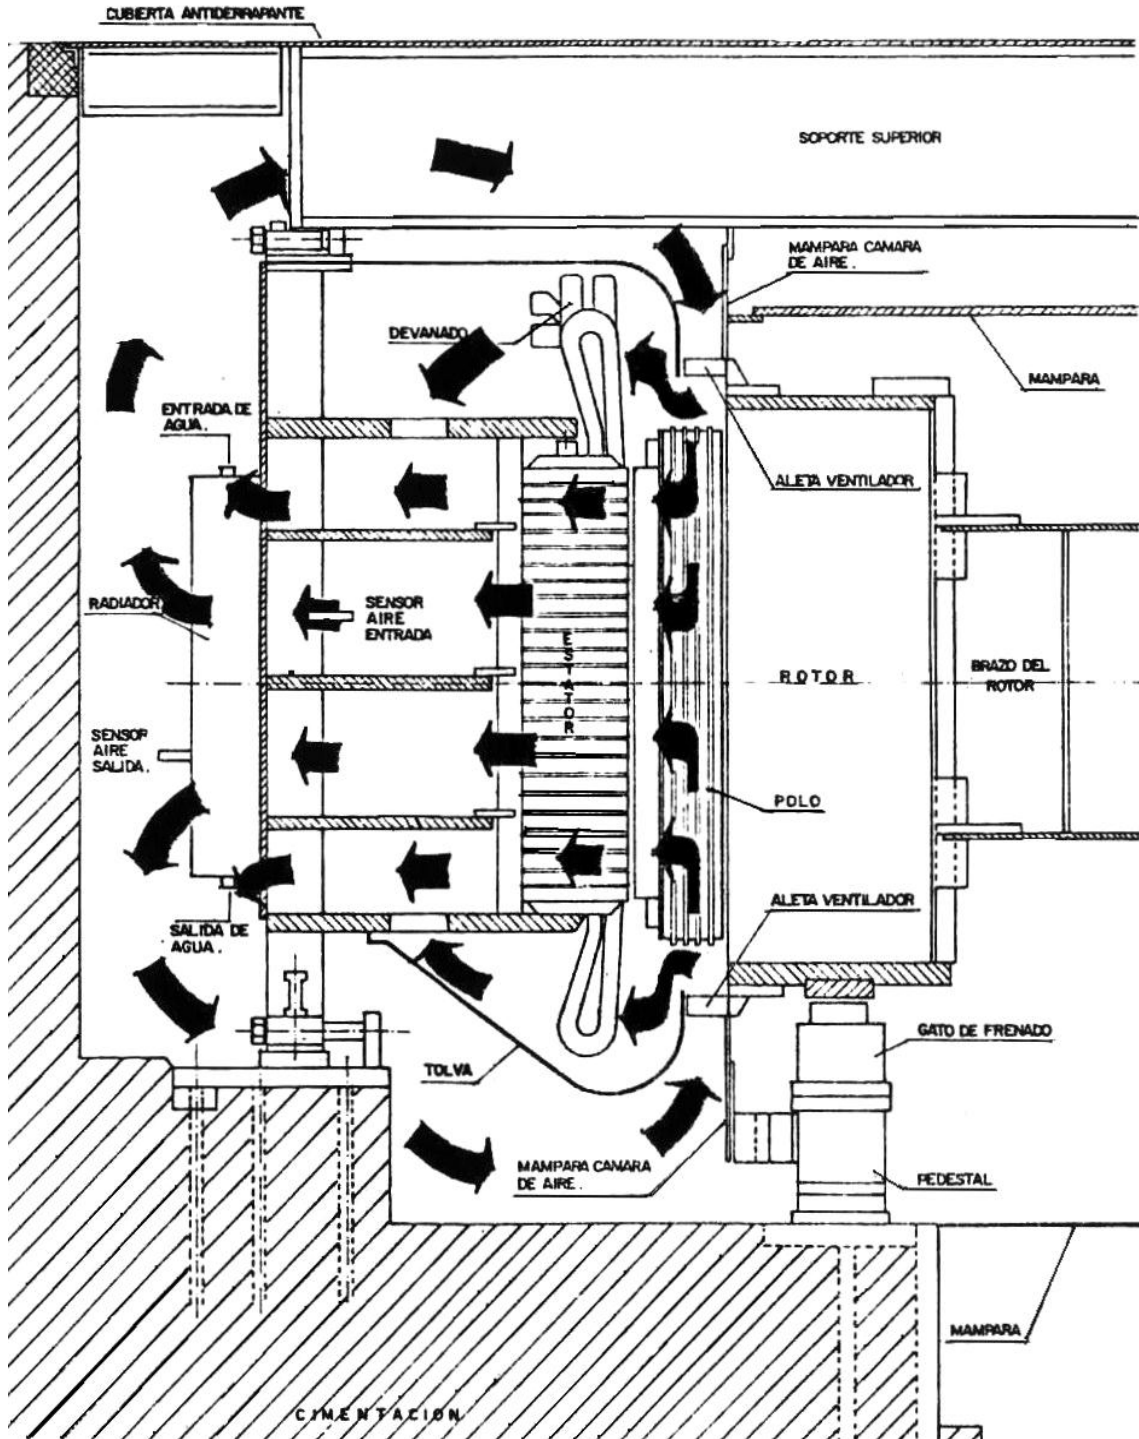 CUBIERTA ANTIDERRAPANTE
SOPORTE SUPERIOR
MAMPARA CAMARA
DE AIRE.
DEVANADO
MAMPARA
ENTRADA DE
AGUA.
ALETA VENTILADOR
RADIADOR
SENSOR
AIRE
ENTRADA
ESTATOR
ROTOR
BRAZO DEL
ROTOR
SENSOR
AIRE
SALIDA.
POLO
ALETA VENTILADOR
SALIDA DE
AGUA.
GATO DE FRENADO
TOLVA
MAMPARA CAMARA
DE AIRE.
PEDESTAL
MAMPARA
CIMENTACION